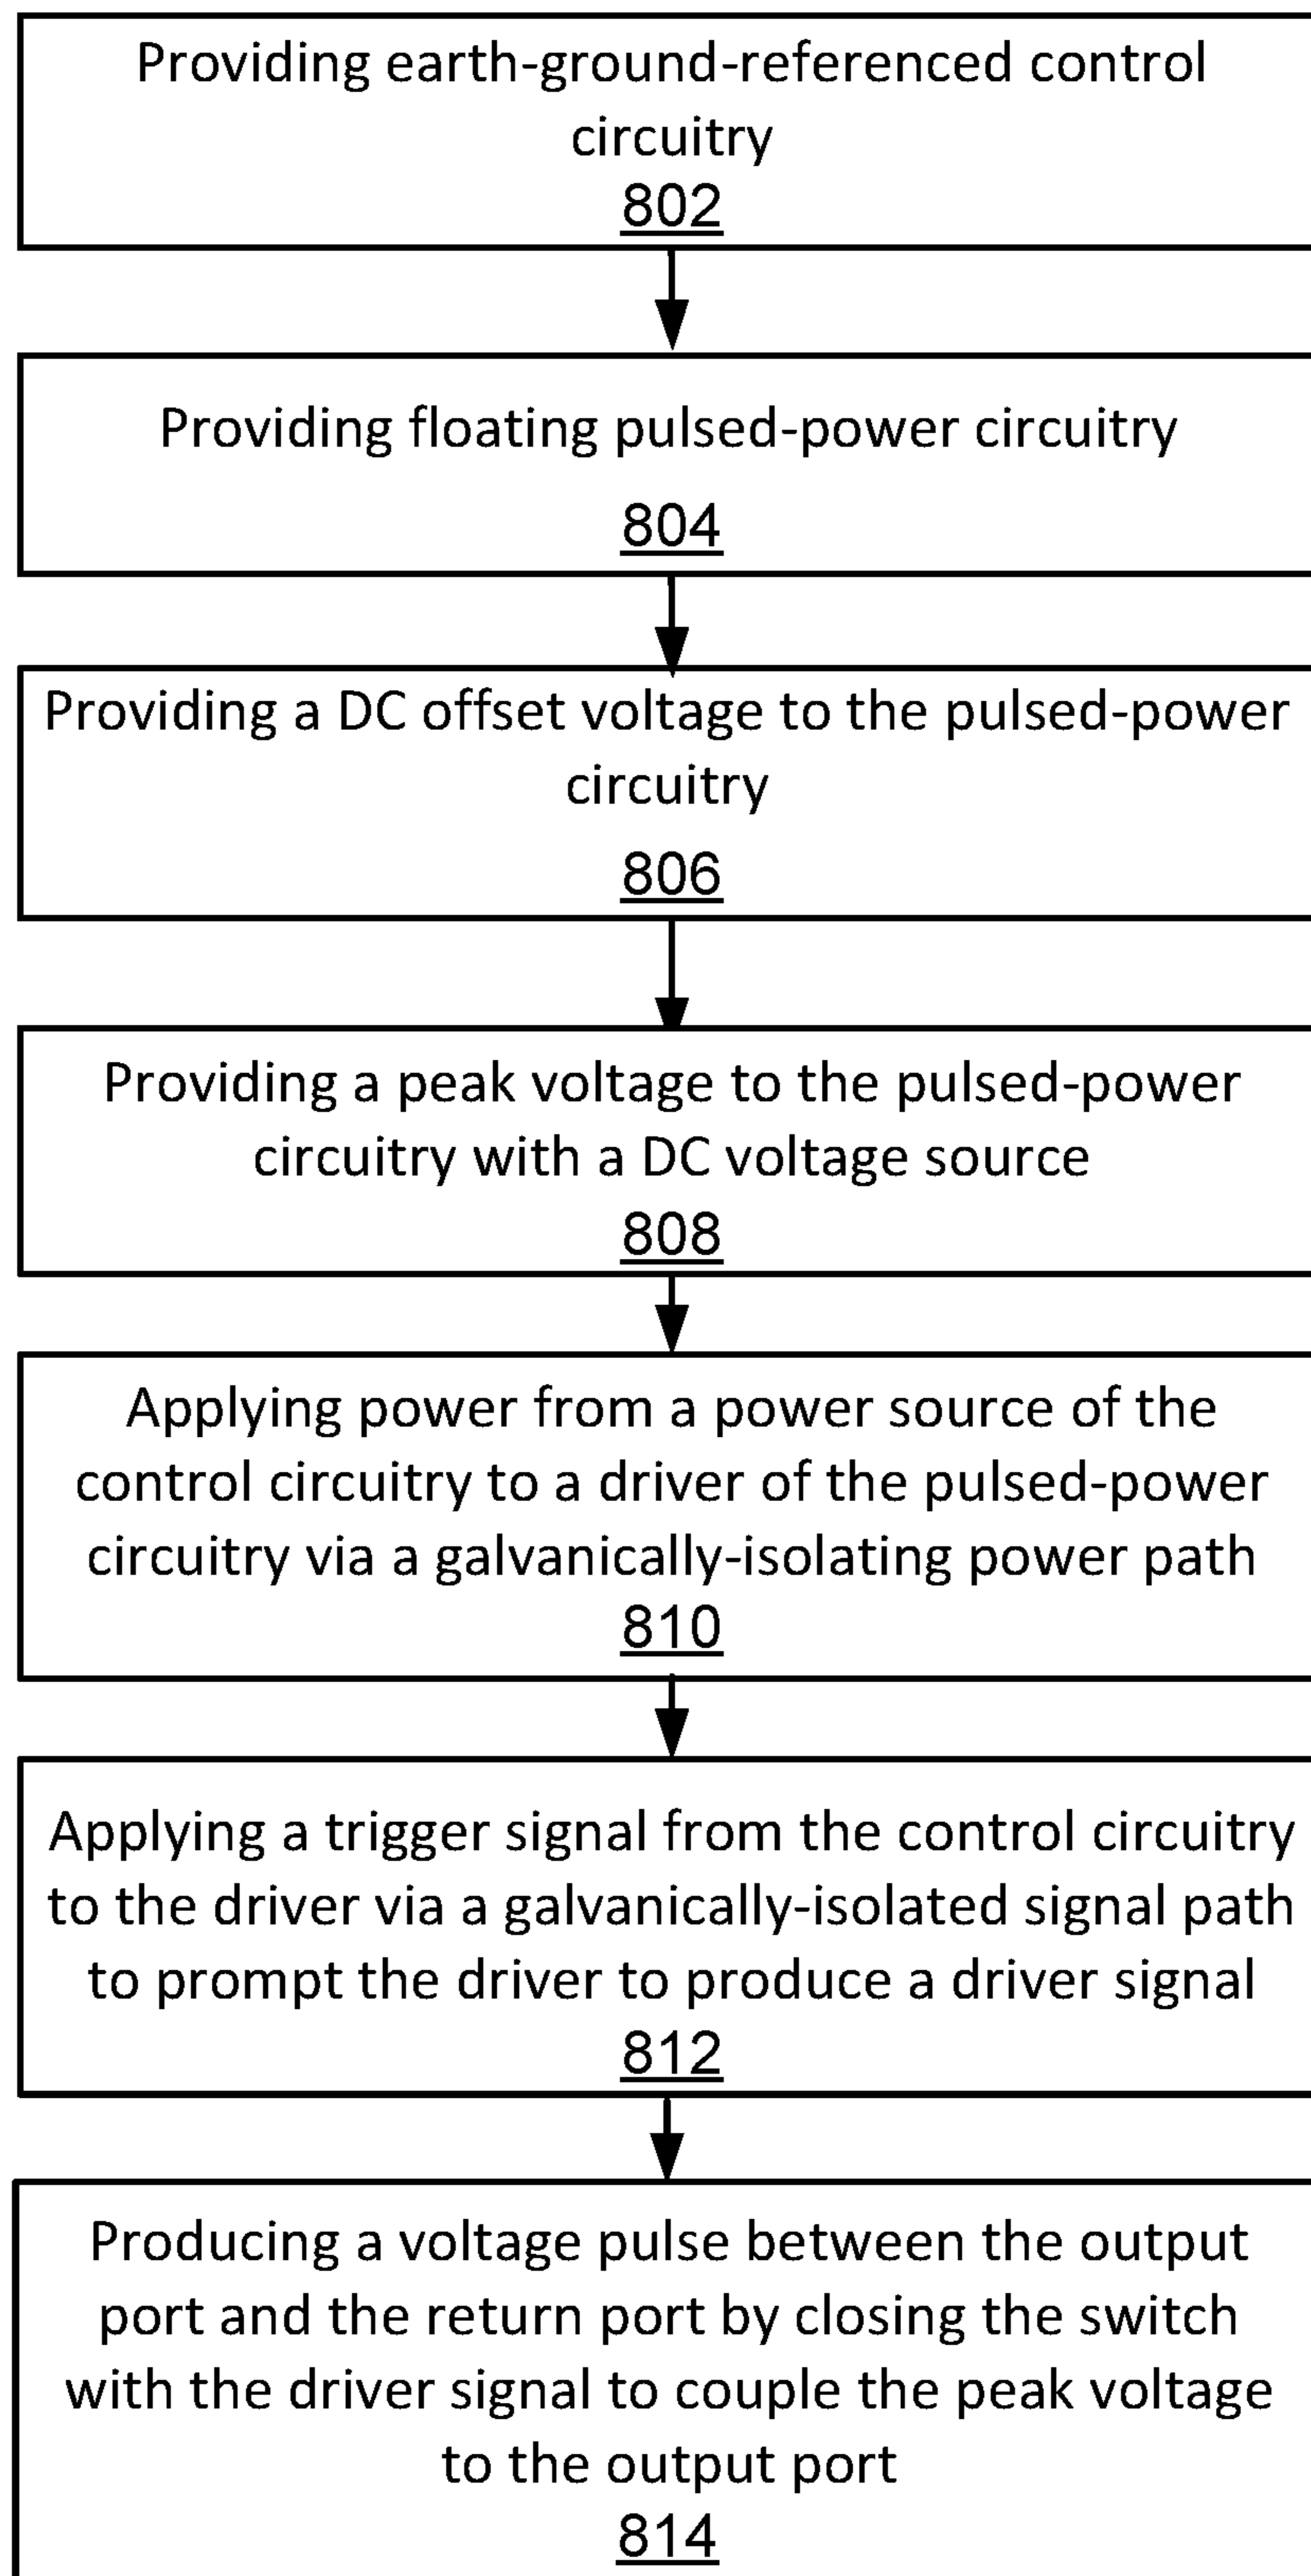 Providing earth-ground-referenced control
circuitry
802
Providing floating pulsed-power circuitry
804
Providing a DC offset voltage to the pulsed-power
circuitry
806
Providing a peak voltage to the pulsed-power
circuitry with a DC voltage source
808
Applying power from a power source of the
control circuitry to a driver of the pulsed-power
circuitry via a galvanically-isolating power path
810
Applying a trigger signal from the control circuitry
to the driver via a galvanically-isolated signal path
to prompt the driver to produce a driver signal
812
Producing a voltage pulse between the output
port and the return port by closing the switch
with the driver signal to couple the peak voltage
to the output port
814